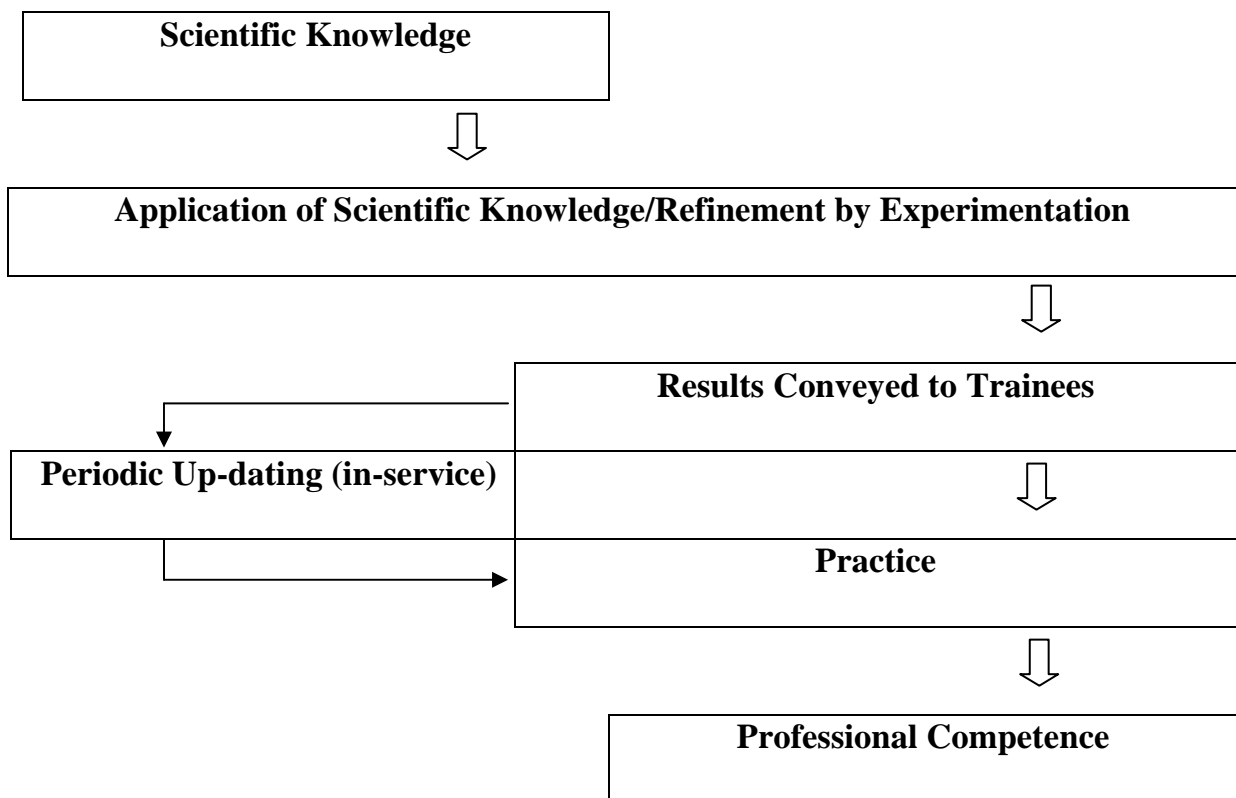 Scientific Knowledge
Application of Scientific Knowledge/Refinement by Experimentation
Results Conveyed to Trainees
Periodic Up-dating (in-service)
Practice
Professional Competence